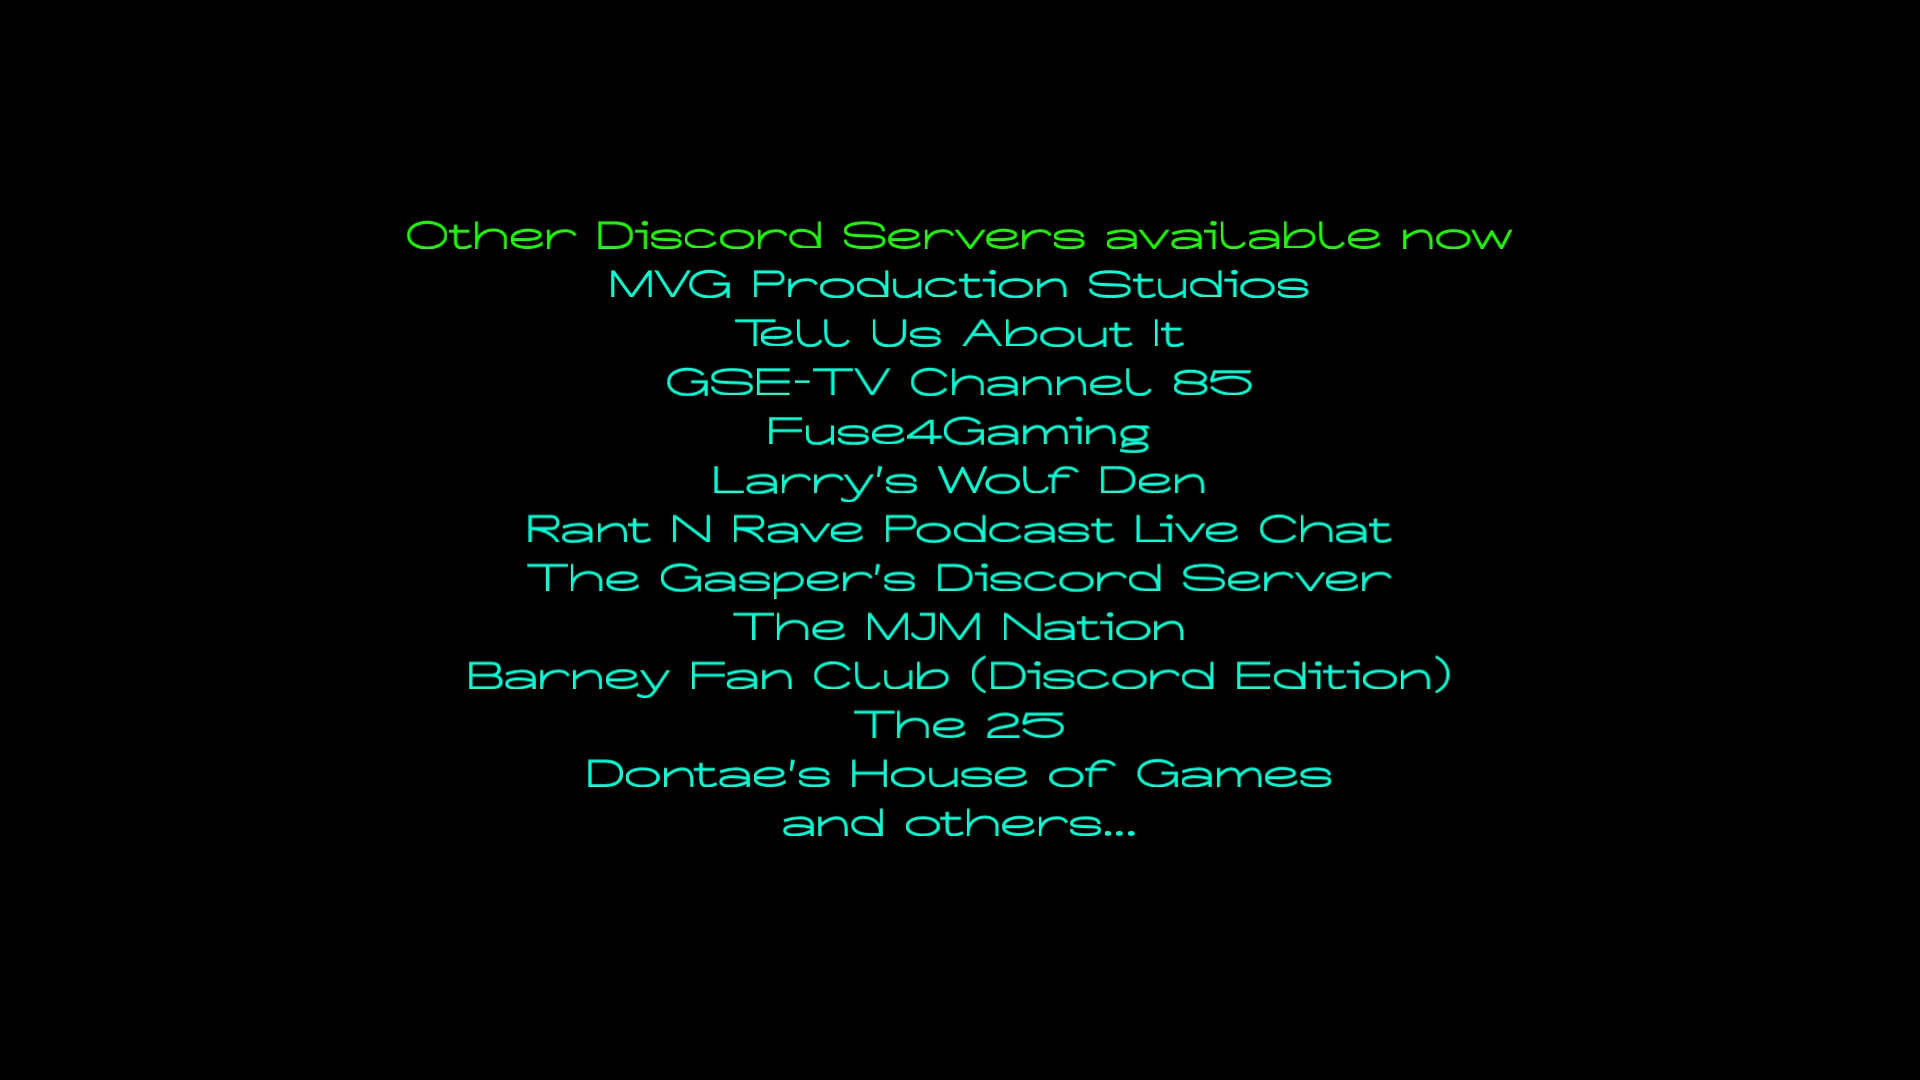 Other Discord Servers available now
MVG Production Studios
Tell Us About It
GSE-TV Channel 85
Fuse4Gaming
Larry's Wolf Den
Rant N Rave Podcast Live Chat
The Gasper's Discord Server
The MJM Nation
Barney Fan Club (Discord Edition)
The 25
Dontae's House of Games
and others...